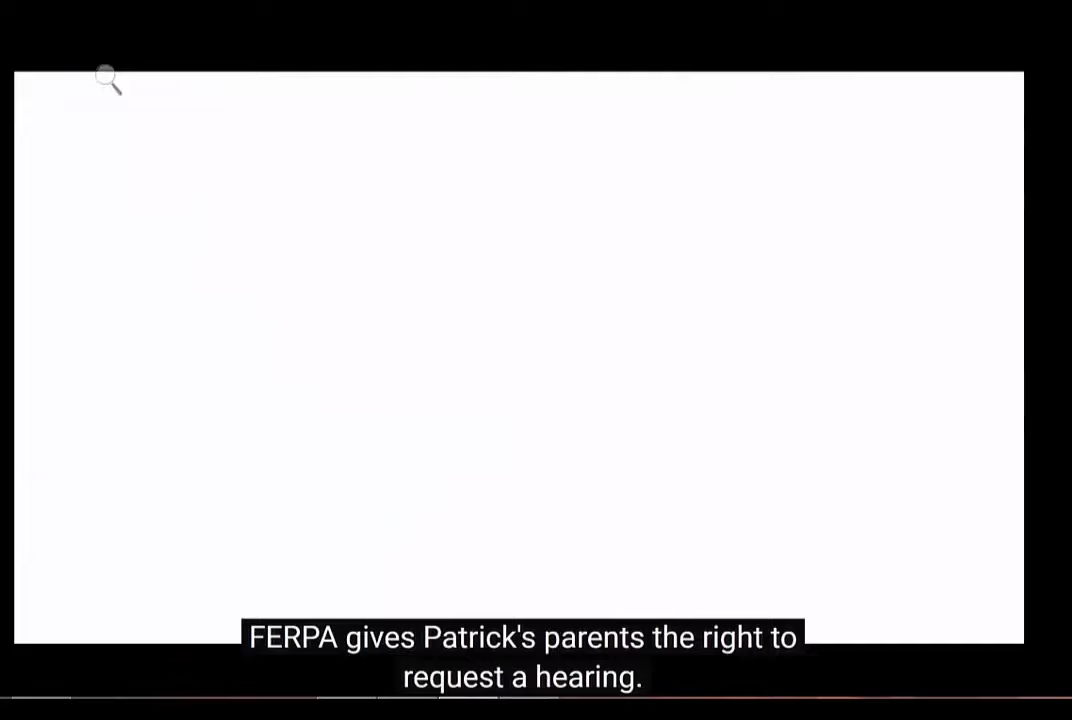 FERPA gives Patrick's parents the right to
request a hearing.